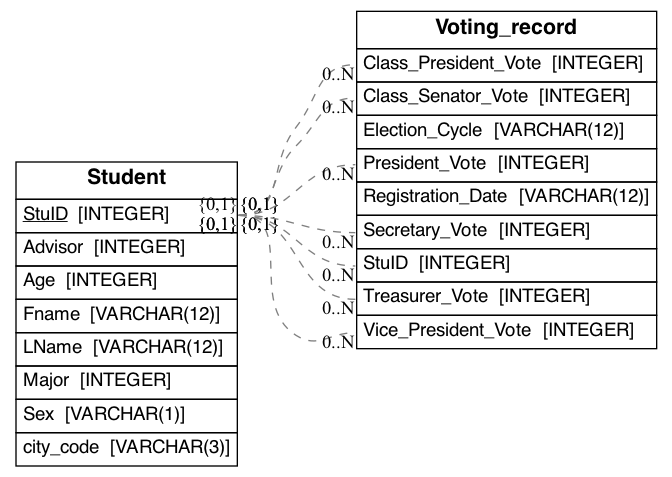 Voting_record
Class_President_Vote [INTEGER]
0..N
Class_Senator_Vote [INTEGER]
0..N
Election_Cycle [VARCHAR(12)]
President_Vote [INTEGER]
0..N
Registration_Date [VARCHAR(12)]
Secretary_Vote [INTEGER]
0..N
StuID [INTEGER]
0..N
Treasurer_Vote [INTEGER]
0..N
Vice_President_Vote [INTEGER]
0..N
Student
StuID [INTEGER]
{0,1} {0,1}
{0,1} {0,1}
Advisor [INTEGER]
Age [INTEGER]
Fname [VARCHAR(12)]
LName [VARCHAR(12)]
Major [INTEGER]
Sex [VARCHAR(1)]
city_code [VARCHAR(3)]